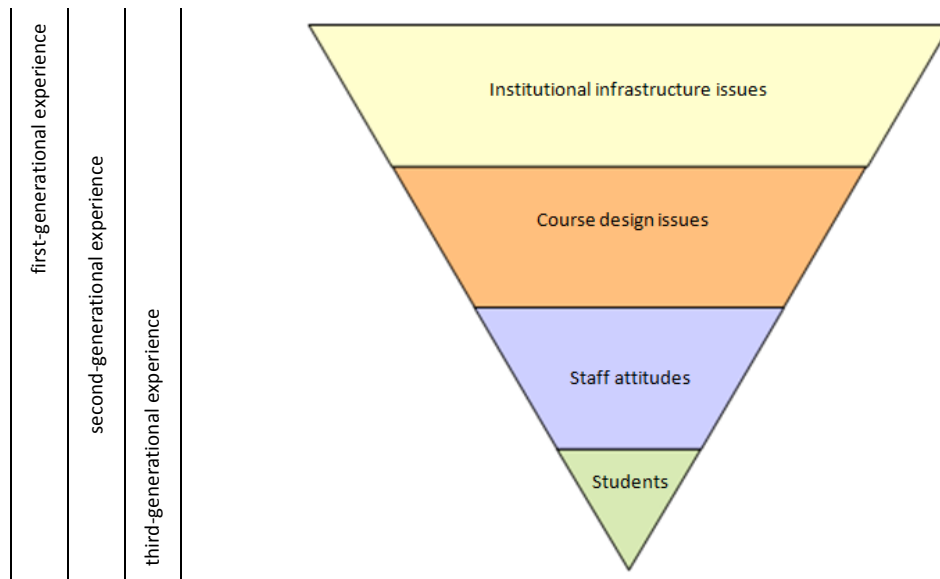 first-generational experience
second-generational experience
third-generational experience
Institutional infrastructure issues
Course design issues
Staff attitudes
Students